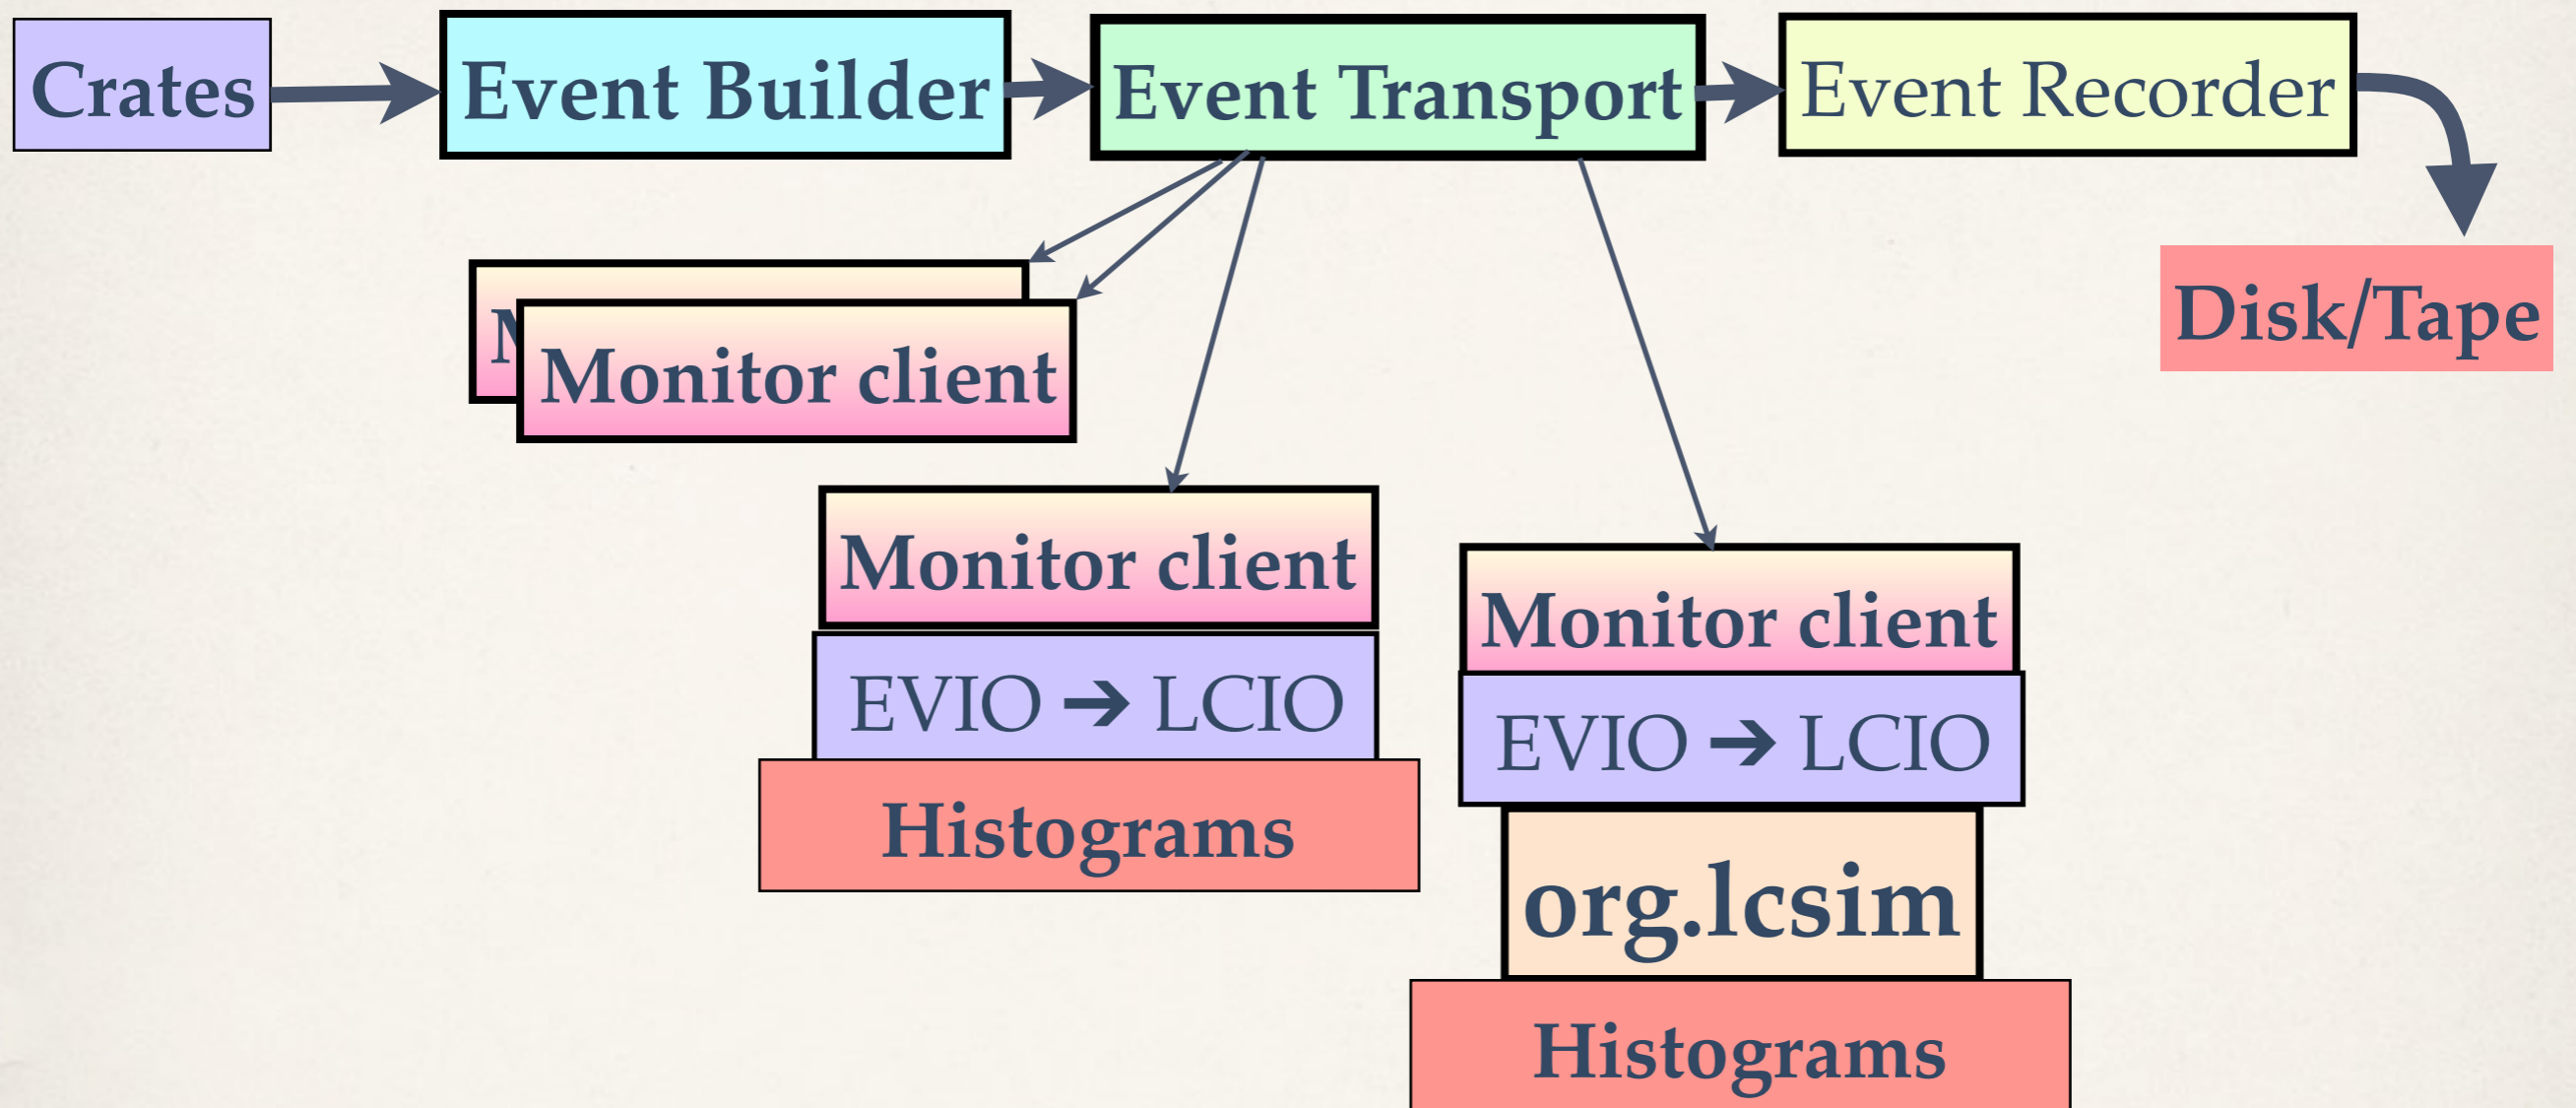 Crates
Event Builder
Event Transport
Event Recorder
Disk/Tape
Monitor client
Monitor client
EVIO ➔ LCIO
Histograms
Monitor client
EVIO ➔ LCIO
org.lcsim
Histograms